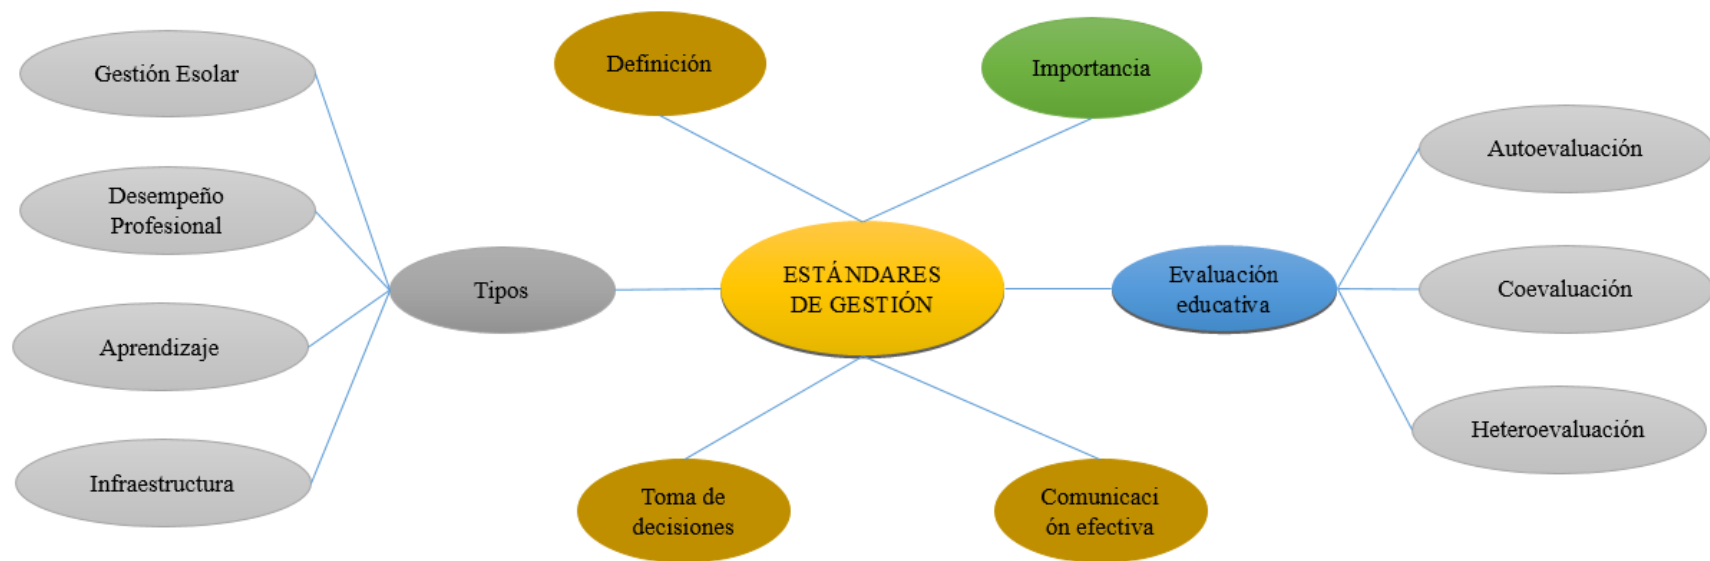 Gestión Esolar
Desempeño
Profesional
Aprendizaje
Infraestructura
Tipos
Definición
Importancia
ESTÁNDARES
DE GESTIÓN
Toma de
decisiones
Comunicaci
ón efectiva
Evaluación
educativa
Autoevaluación
Coevaluación
Heteroevaluación